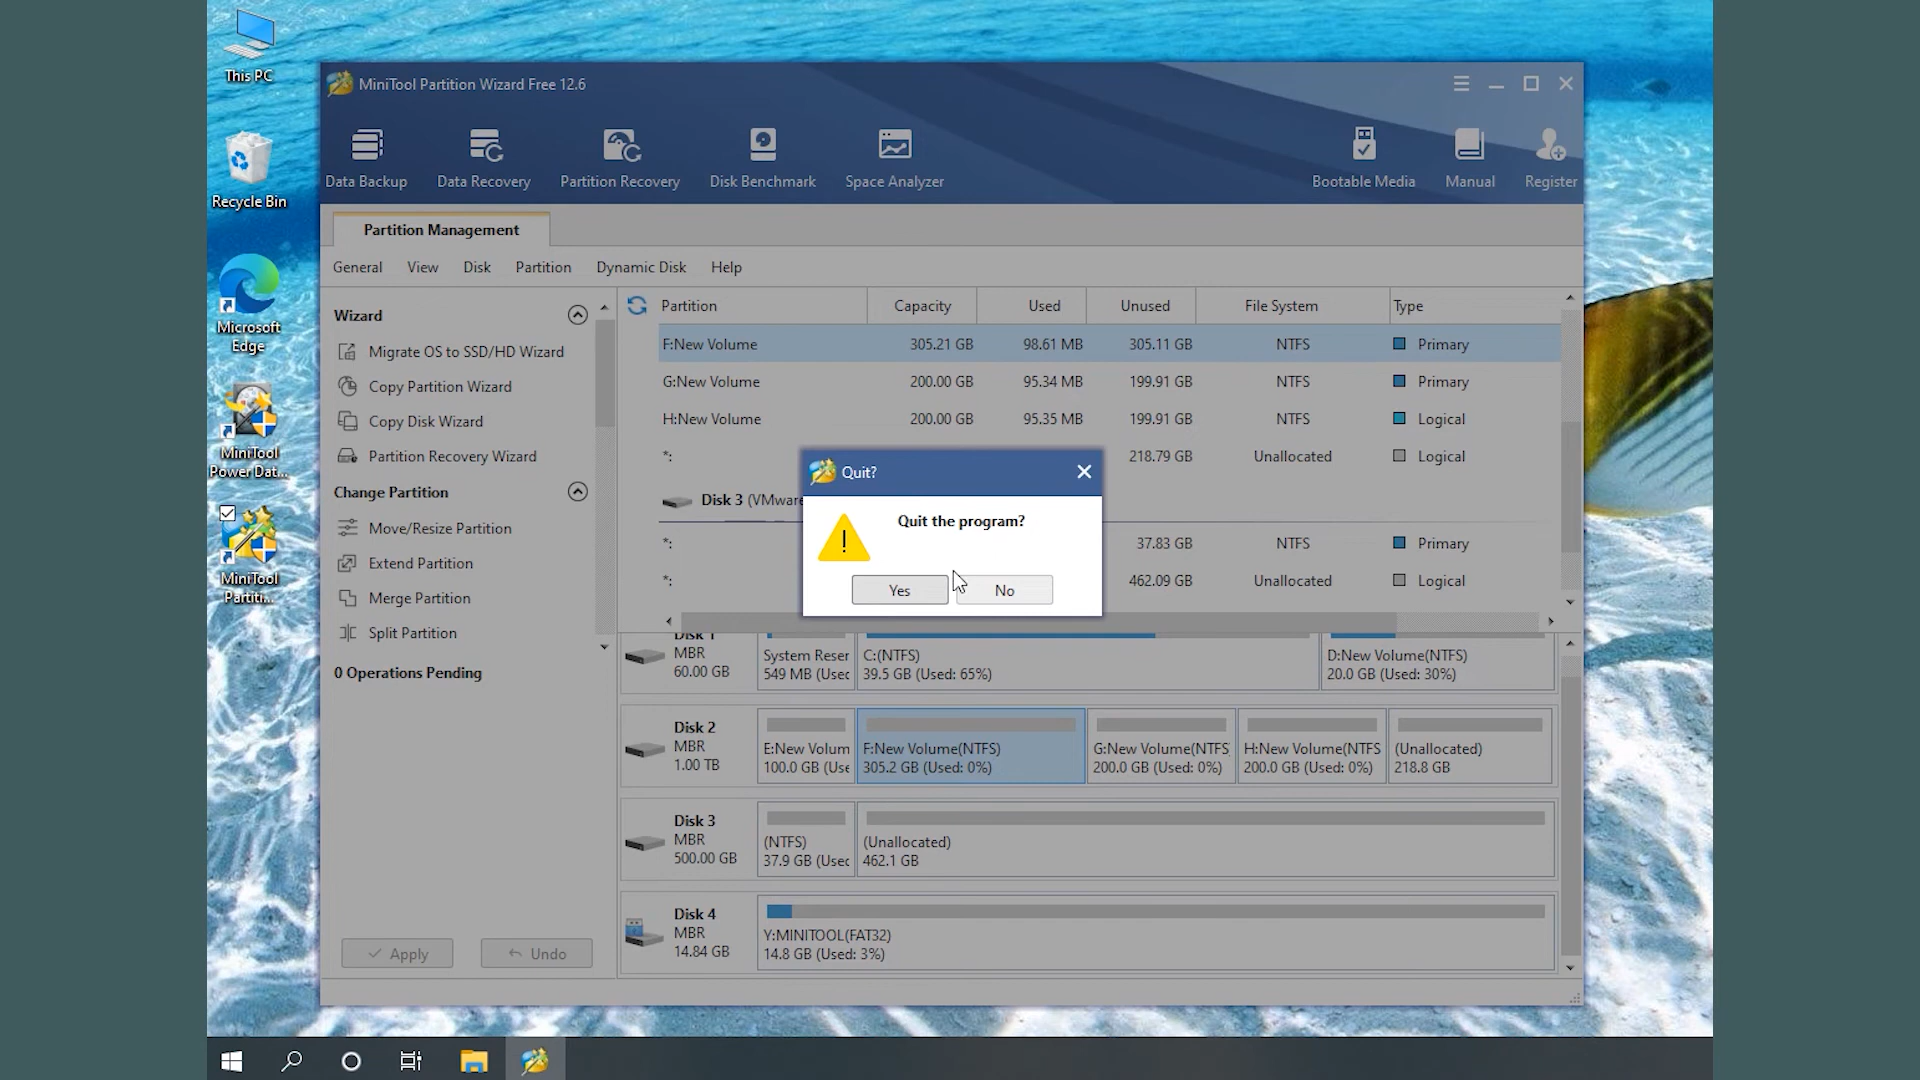 This PC
Recycle Bin
Microsoft
Edge
MiniTool
Power Dat...
MiniTool
Partiti...
MiniTool Partition Wizard Free 12.6
Data Backup
Data Recovery
Partition Recovery
Disk Benchmark
Space Analyzer
Bootable Media
Manual
Register
Partition Management
General View Disk Partition Dynamic Disk Help
Wizard
Migrate OS to SSD/HD Wizard
Copy Partition Wizard
Copy Disk Wizard
Partition Recovery Wizard
Change Partition
Move/Resize Partition
Extend Partition
Merge Partition
Split Partition
0 Operations Pending
Apply
Undo
Partition Capacity Used Unused File System Type
F:New Volume 305.21 GB 98.61 MB 305.11 GB NTFS Primary
G:New Volume 200.00 GB 95.34 MB 199.91 GB NTFS Primary
H:New Volume 200.00 GB 95.35 MB 199.91 GB NTFS Logical
*: 218.79 GB Unallocated Logical
Disk 3 (VMware
*: 37.83 GB NTFS Primary
*: 462.09 GB Unallocated Logical
Quit?
Quit the program?
Yes
No
Disk 1
MBR
60.00 GB
System Reser
549 MB (Used
C:(NTFS)
39.5 GB (Used: 65%)
D:New Volume(NTFS)
20.0 GB (Used: 30%)
Disk 2
MBR
1.00 TB
E:New Volum
100.0 GB (Use
F:New Volume(NTFS)
305.2 GB (Used: 0%)
G:New Volume(NTFS
200.0 GB (Used: 0%)
H:New Volume(NTFS
200.0 GB (Used: 0%)
(Unallocated)
218.8 GB
Disk 3
MBR
500.00 GB
(NTFS)
37.9 GB (Used
(Unallocated)
462.1 GB
Disk 4
MBR
14.84 GB
Y:MINITOOL(FAT32)
14.8 GB (Used: 3%)